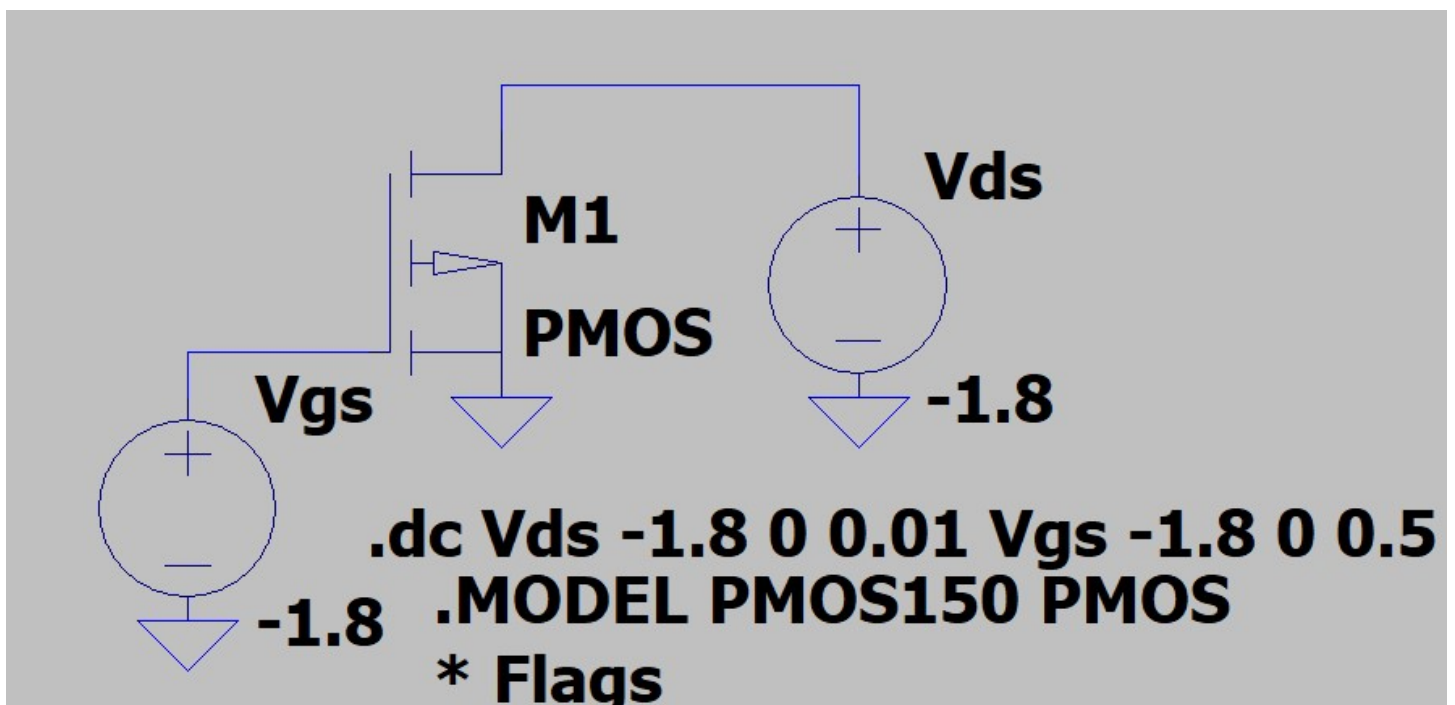 Vds
M1
PMOS
Vgs
-1.8
.dc Vds -1.8 0 0.01 Vgs -1.8 0 0.5
-1.8
.MODEL PMOS150 PMOS
* Flags